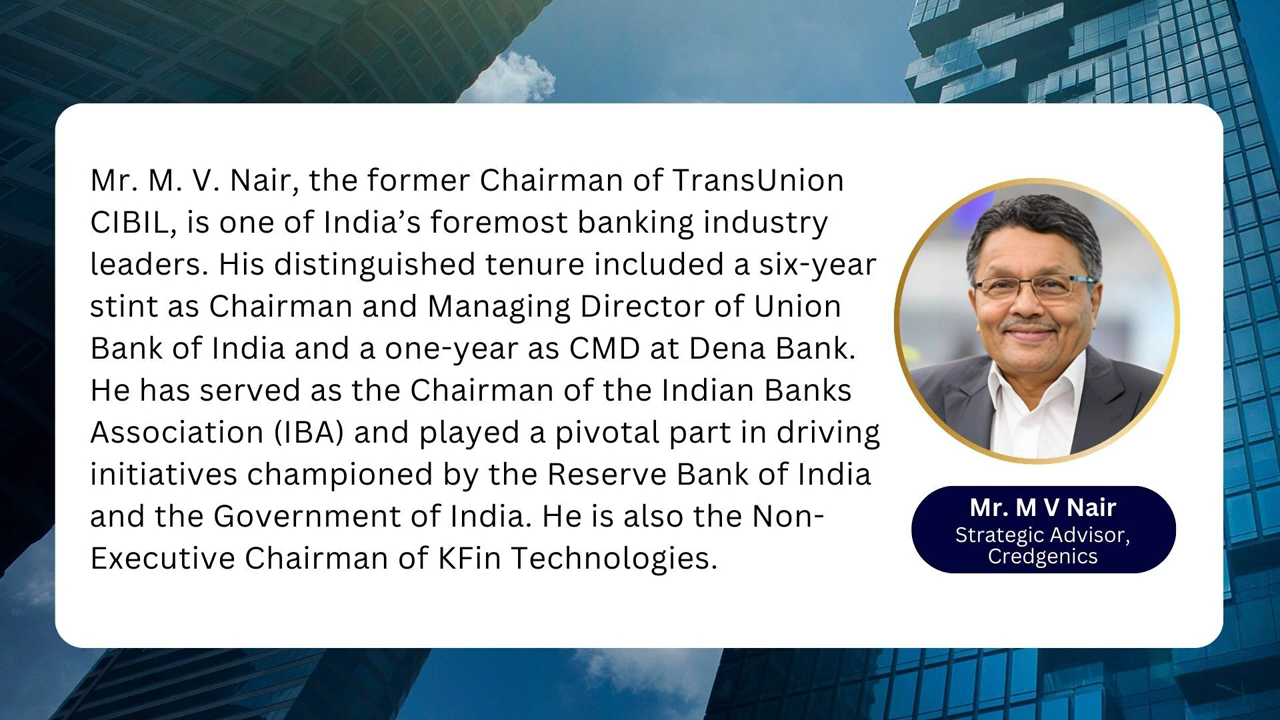 Mr. M. V. Nair, the former Chairman of TransUnion
CIBIL, is one of India’s foremost banking industry
leaders. His distinguished tenure included a six-year
stint as Chairman and Managing Director of Union
Bank of India and a one-year as CMD at Dena Bank.
He has served as the Chairman of the Indian Banks
Association (IBA) and played a pivotal part in driving
initiatives championed by the Reserve Bank of India
and the Government of India. He is also the Non-
Executive Chairman of KFin Technologies.
Mr. M V Nair
Strategic Advisor,
Credgenics